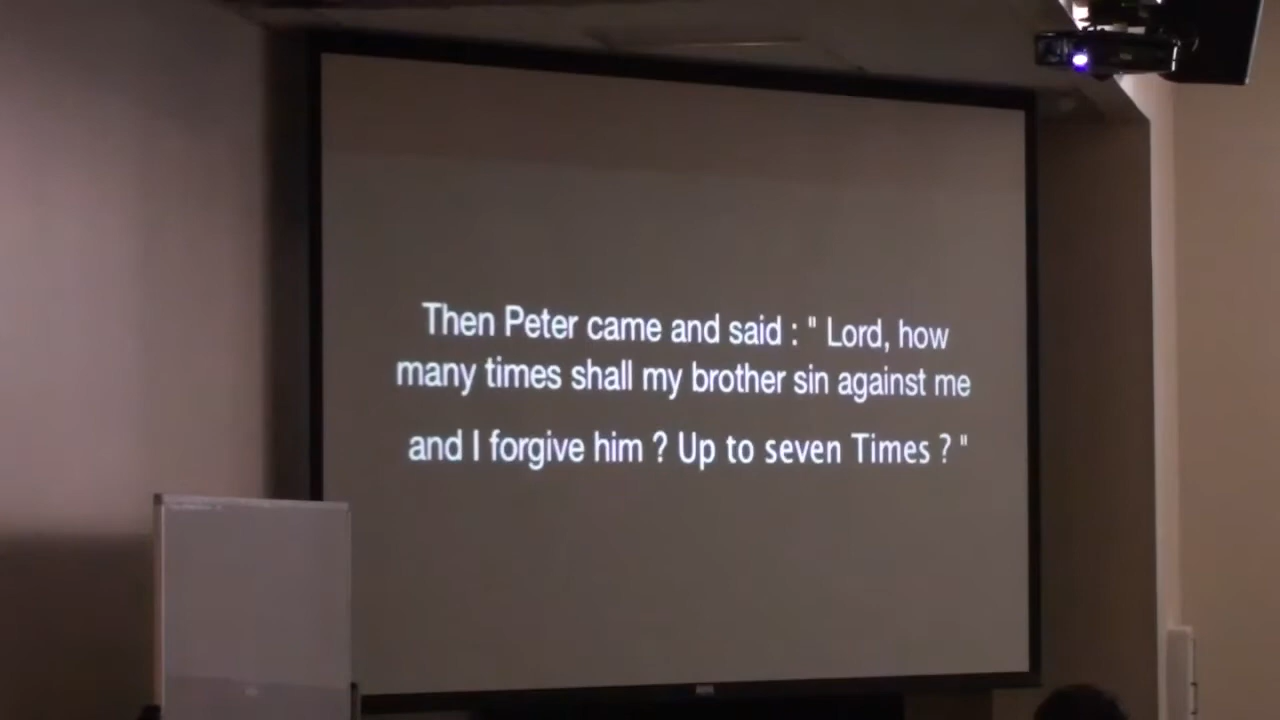 Then Peter came and said : " Lord, how
many times shall my brother sin against me
and I forgive him ? Up to seven Times ? "